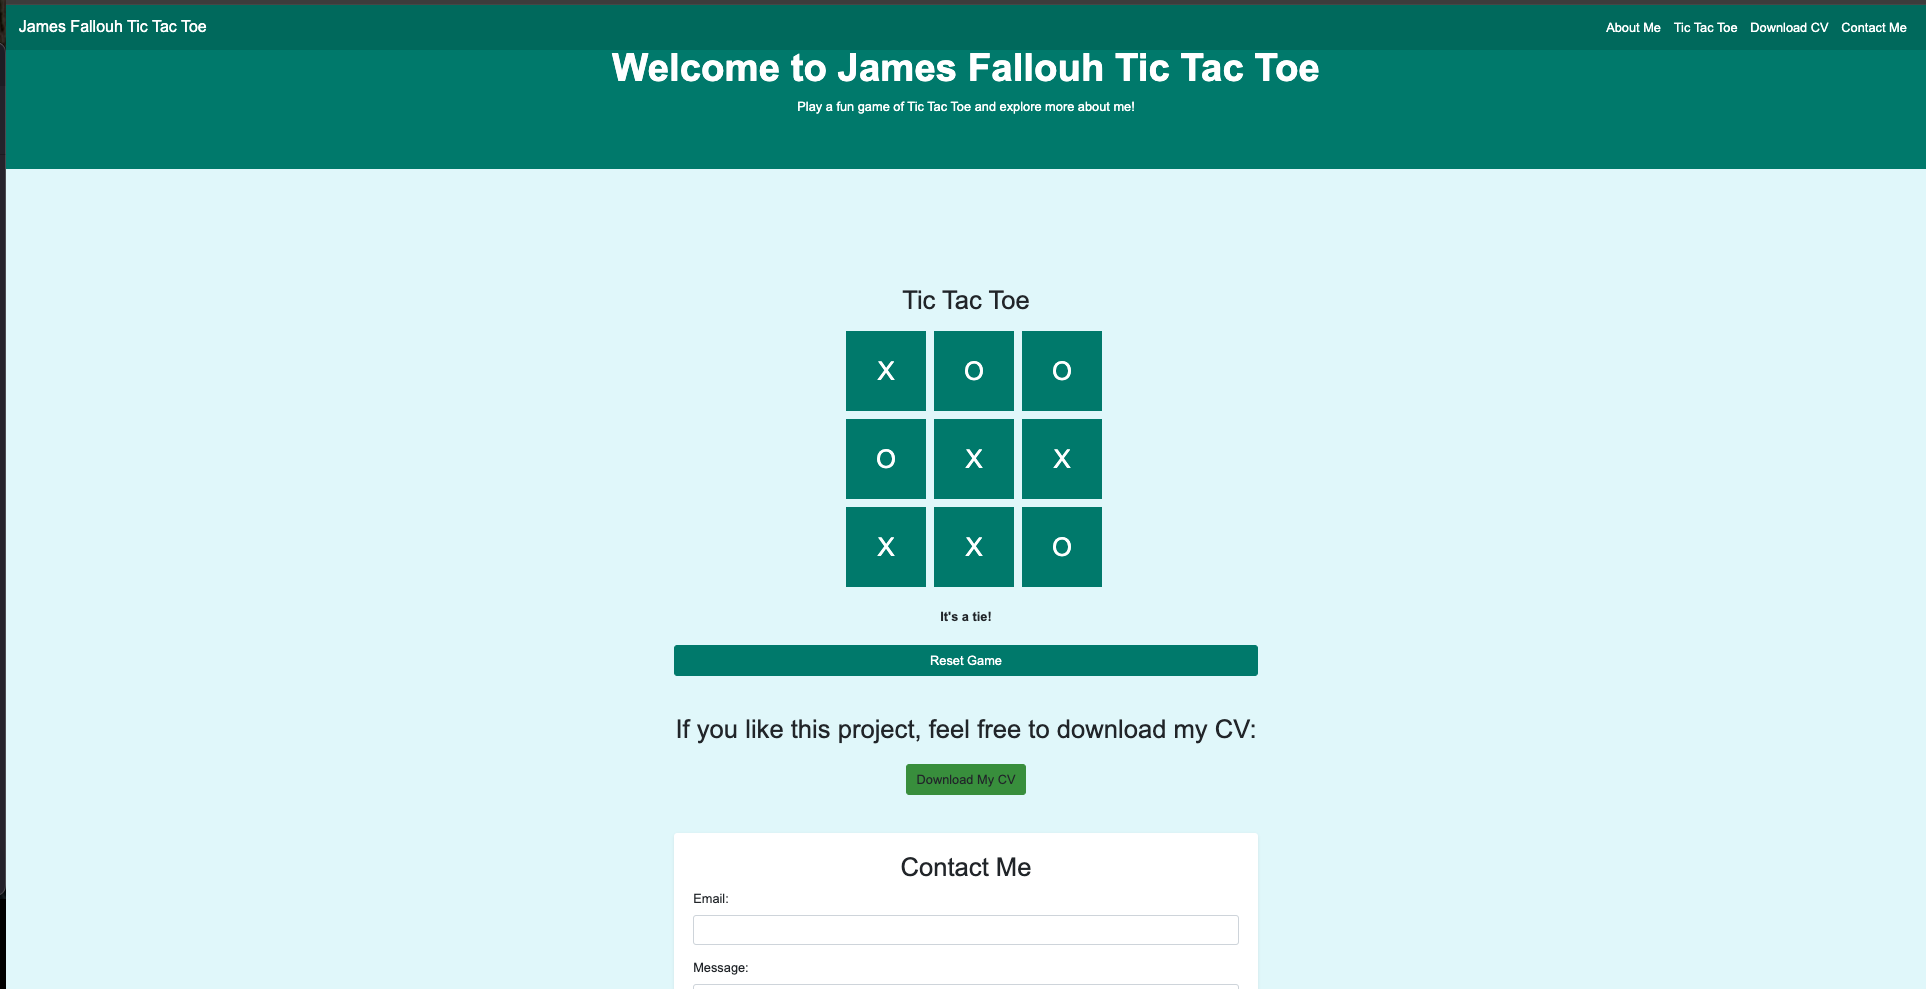 James Fallouh Tic Tac Toe
About Me Tic Tac Toe Download CV Contact Me
Welcome to James Fallouh Tic Tac Toe
Play a fun game of Tic Tac Toe and explore more about me!
Tic Tac Toe
X O O
O X X
X X O
It's a tie!
Reset Game
If you like this project, feel free to download my CV:
Download My CV
Contact Me
Email:
Message: